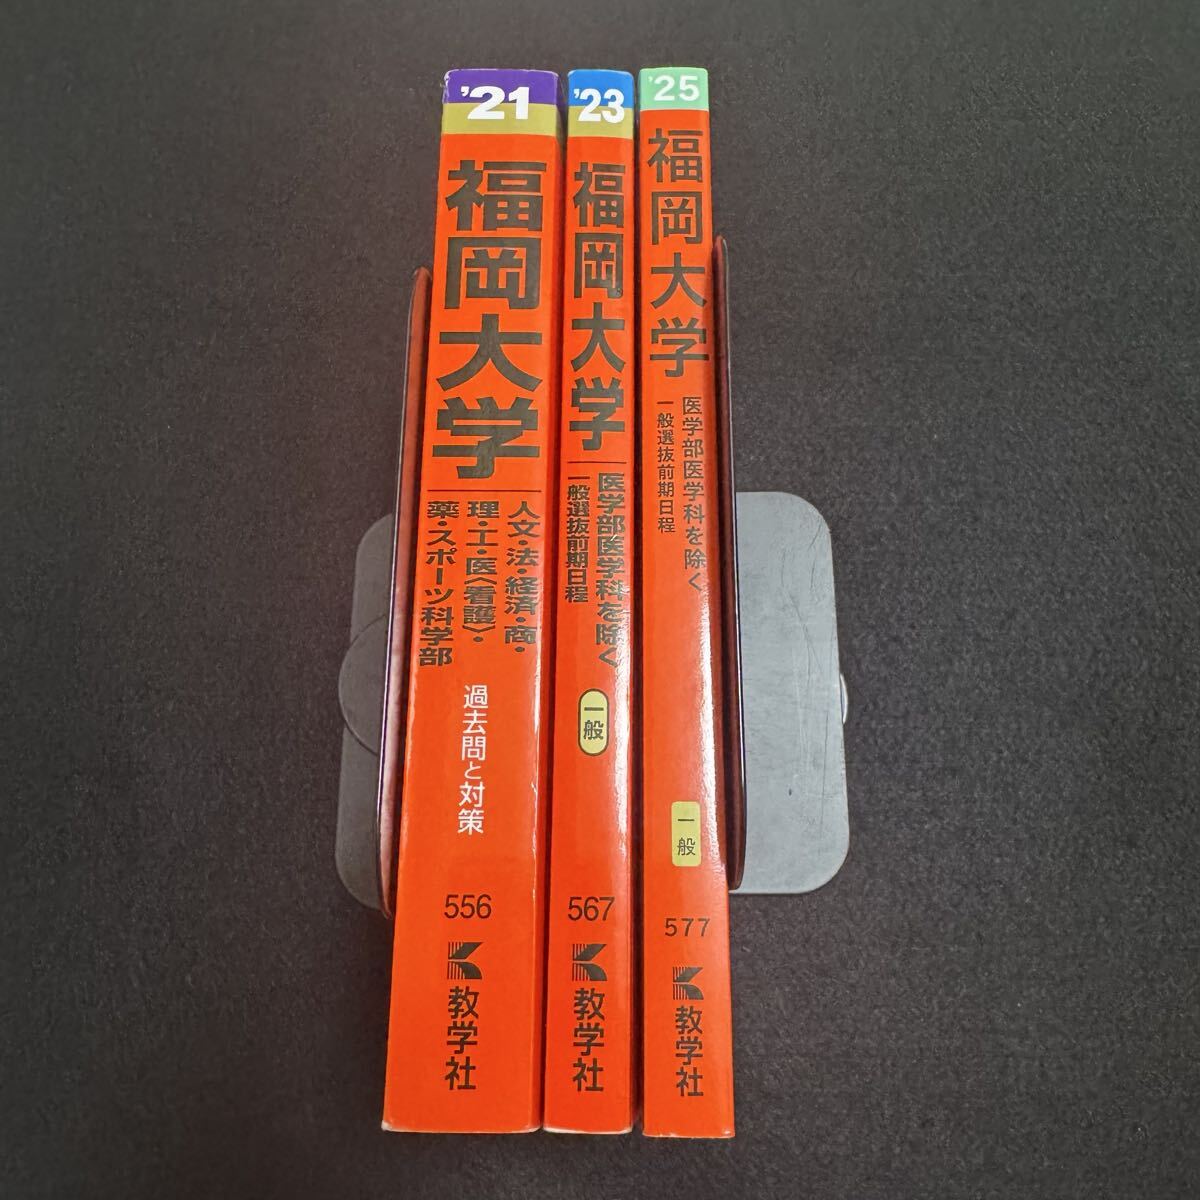 '21
福岡大学
人文・法・経済・商・
理・工・医〈看護〉・
薬・スポーツ科学部
過去問と対策
556
教学社
'23
福岡大学
医学部医学科を除く
一般選抜前期日程
一般
567
教学社
'25
福岡大学
医学部医学科を除く
一般選抜前期日程
一般
577
教学社